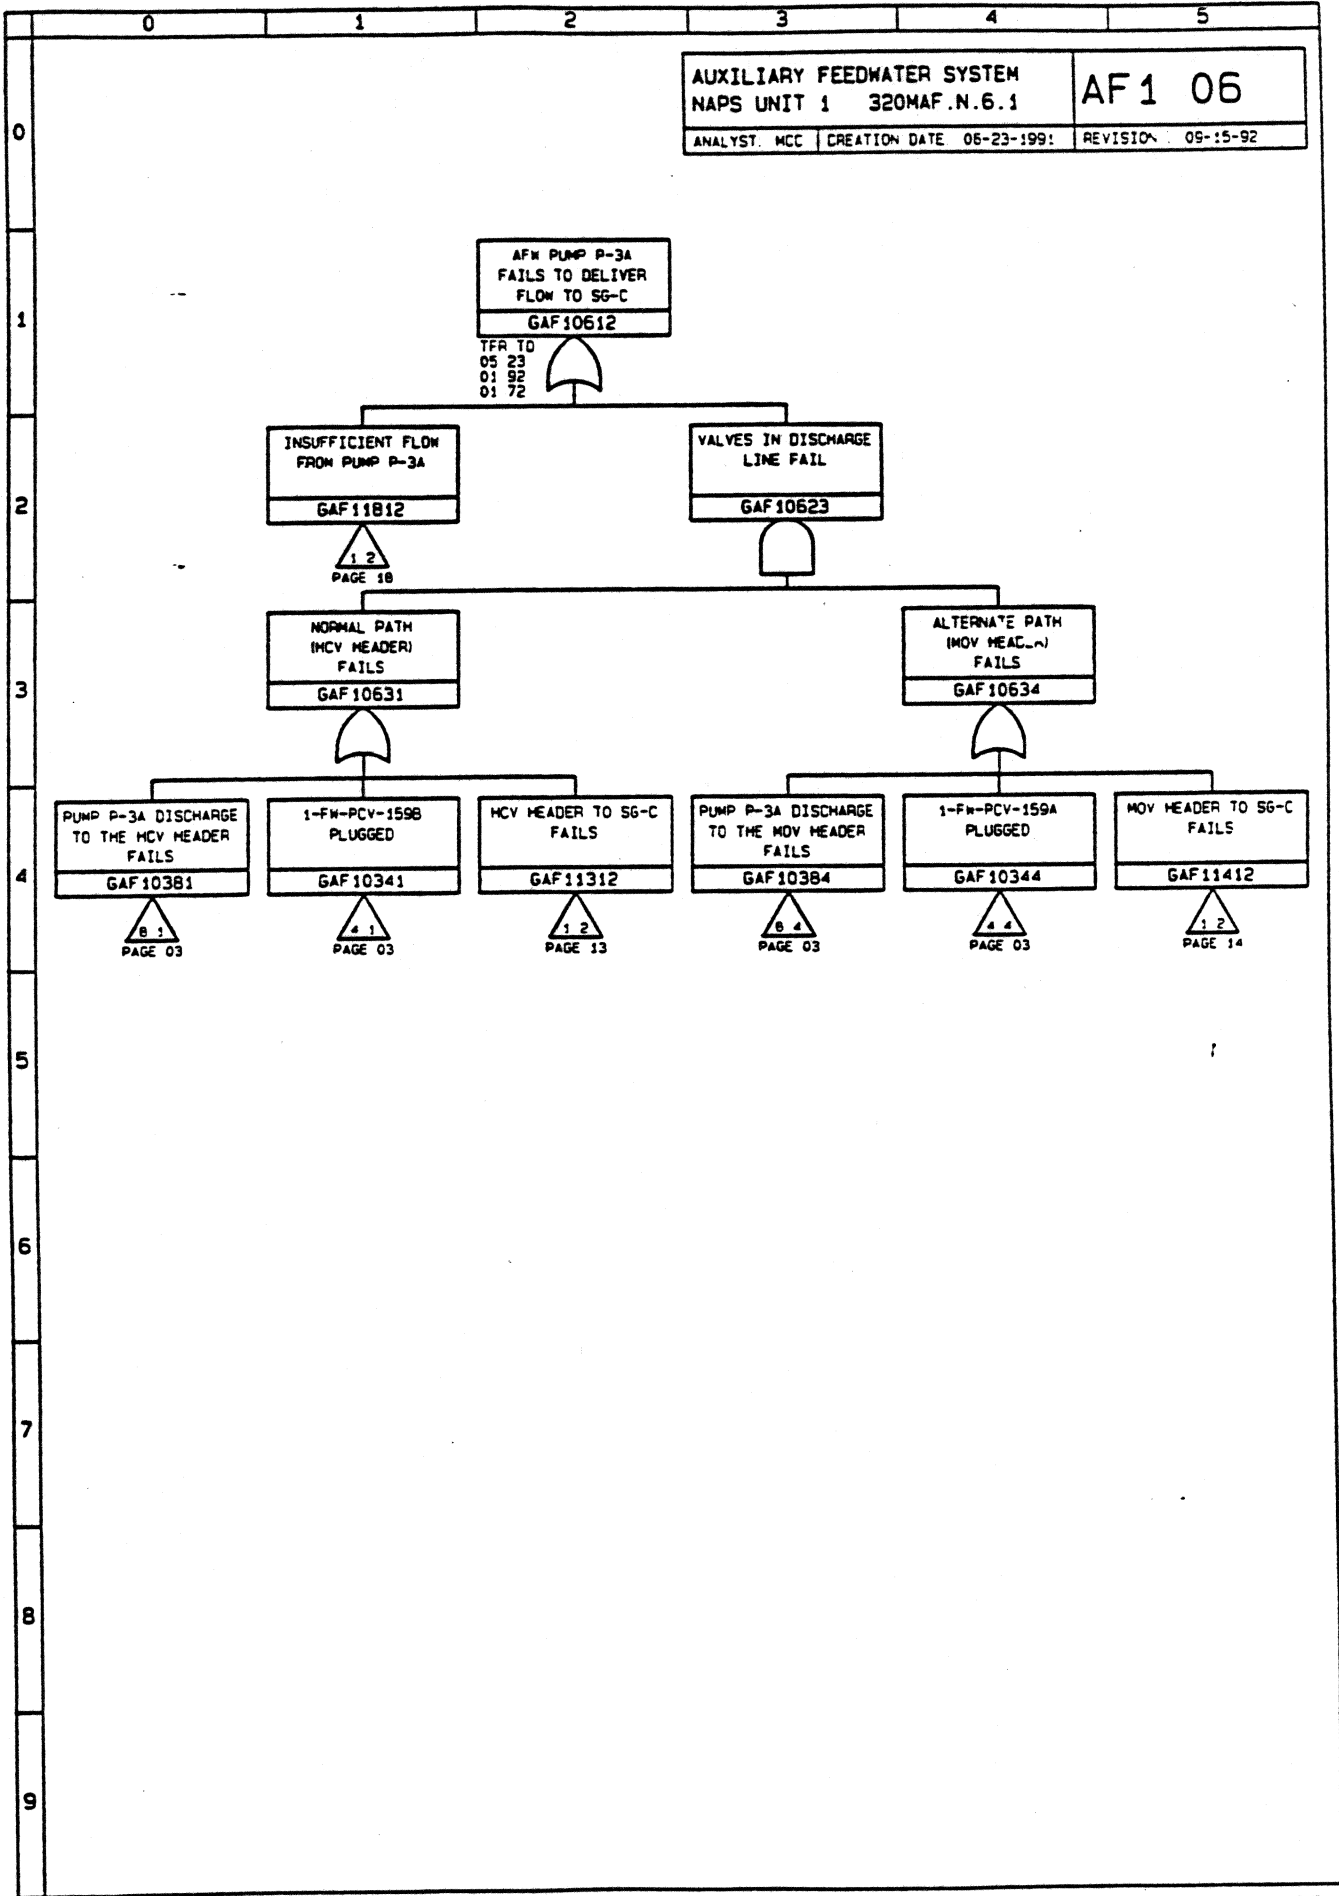 0 1 2 3 4 5
AUXILIARY FEEDWATER SYSTEM
NAPS UNIT 1 320MAF.N.6.1
AF1 06
ANALYST. MCC CREATION DATE. 06-23-1991 REVISION : 09-15-92
0
AFW PUMP P-3A
FAILS TO DELIVER
FLOW TO SG-C
GAF10612
1
TFR TO
05 23
01 92
01 72
INSUFFICIENT FLOW
FROM PUMP P-3A
GAF11812
VALVES IN DISCHARGE
LINE FAIL
GAF10623
2
1 2
PAGE 18
NORMAL PATH
(HCV HEADER)
FAILS
GAF10631
ALTERNATE PATH
(MOV
FAILS
GAF10634
3
PUMP P-3A DISCHARGE
TO THE HCV HEADER
FAILS
GAF10381
1-FW-PCV-159B
PLUGGED
GAF10341
HCV HEADER TO SG-C
FAILS
GAF11312
PUMP P-3A DISCHARGE
TO THE MOV HEADER
FAILS
GAF10384
1-FW-PCV-159A
PLUGGED
GAF10344
MOV HEADER TO SG-C
FAILS
GAF11412
4
8 1
PAGE 03
4 1
PAGE 03
1 2
PAGE 13
8 4
PAGE 03
4 4
PAGE 03
1 2
PAGE 14
5
6
7
8
9